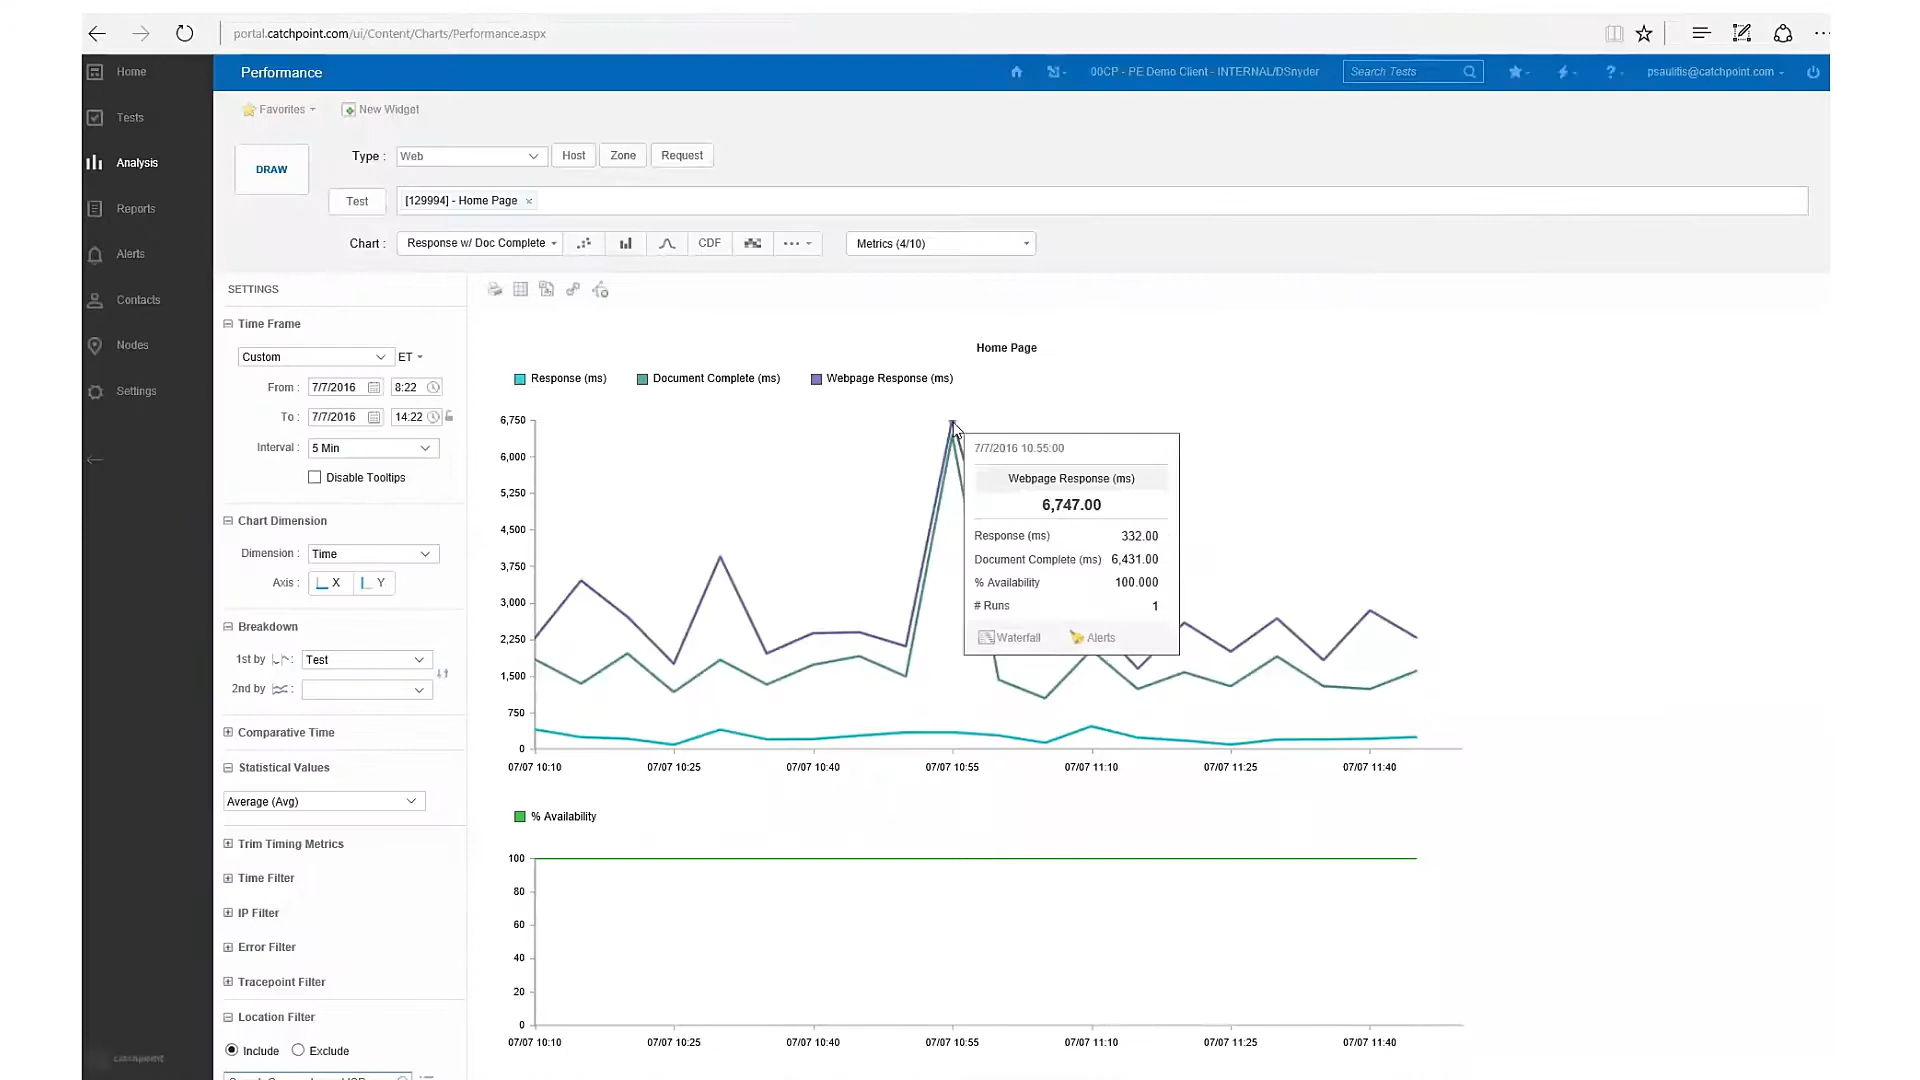 portal.catchpoint.com/ui/Content/Charts/Performance.aspx
Home
Tests
Analysis
Reports
Alerts
Contacts
Nodes
Settings
catchpoint
Performance
00CP - PE Demo Client - INTERNAL/DSnyder
Search Tests
?
psaulitis@catchpoint.com
Favorites
New Widget
DRAW
Type : Web Host Zone Request
Test [129994] - Home Page ×
Chart : Response w/ Doc Complete CDF Metrics (4/10)
SETTINGS
Time Frame
Custom ET
From : 7/7/2016 8:22
To : 7/7/2016 14:22
Interval : 5 Min
Disable Tooltips
Chart Dimension
Dimension : Time
Axis : X Y
Breakdown
1st by : Test
2nd by :
Comparative Time
Statistical Values
Average (Avg)
Trim Timing Metrics
Time Filter
IP Filter
Error Filter
Tracepoint Filter
Location Filter
Include Exclude
Home Page
Response (ms) Document Complete (ms) Webpage Response (ms)
6,750
6,000
5,250
4,500
3,750
3,000
2,250
1,500
750
0
07/07 10:10 07/07 10:25 07/07 10:40 07/07 10:55 07/07 11:10 07/07 11:25 07/07 11:40
7/7/2016 10:55:00
Webpage Response (ms)
6,747.00
Response (ms) 332.00
Document Complete (ms) 6,431.00
% Availability 100.000
# Runs 1
Waterfall Alerts
% Availability
100
80
60
40
20
0
07/07 10:10 07/07 10:25 07/07 10:40 07/07 10:55 07/07 11:10 07/07 11:25 07/07 11:40